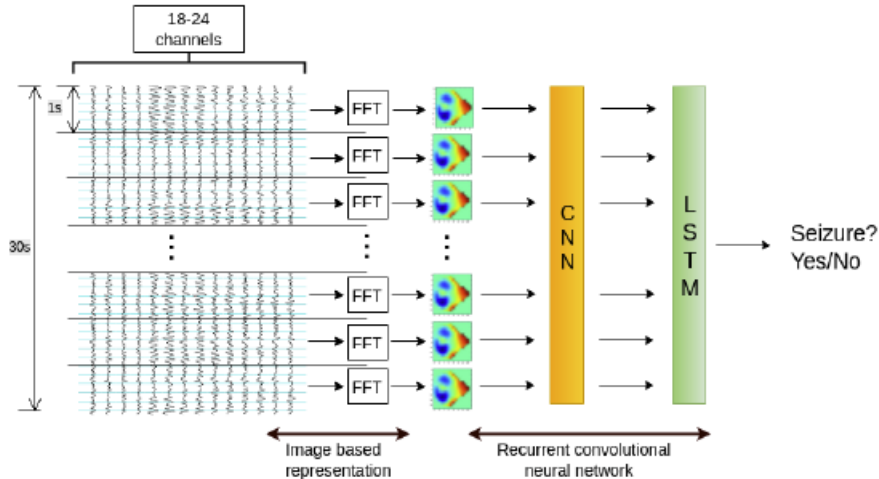 18-24
channels
1s
30s
FFT
FFT
FFT
FFT
FFT
FFT
C
N
N
L
S
T
M
Seizure?
Yes/No
Image based
representation
Recurrent convolutional
neural network